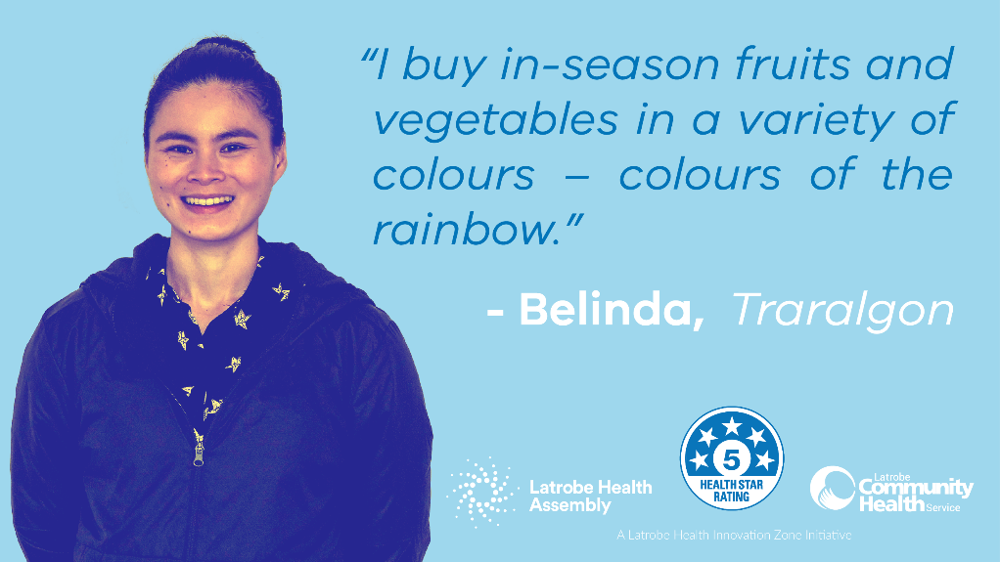 “I buy in-season fruits and
vegetables in a variety of
colours – colours of the
rainbow.”
- Belinda, Traralgon
5
HEALTH STAR
RATING
Latrobe Health
Assembly
Latrobe
Community
Health Service
A Latrobe Health Innovation Zone Initiative